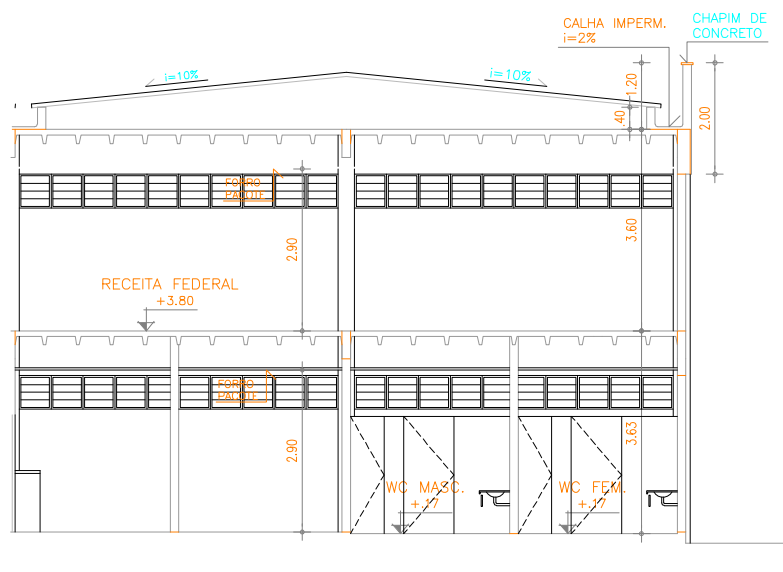 CALHA IMPERM.
i=2%
CHAPIM DE
CONCRETO
i=10%
i=10%
1.20
.40
2.00
FORRO
PACOTE
2.90
3.60
RECEITA FEDERAL
+3.80
FORRO
PACOTE
2.90
3.63
WC MASC.
+.17
WC FEM.
+.17